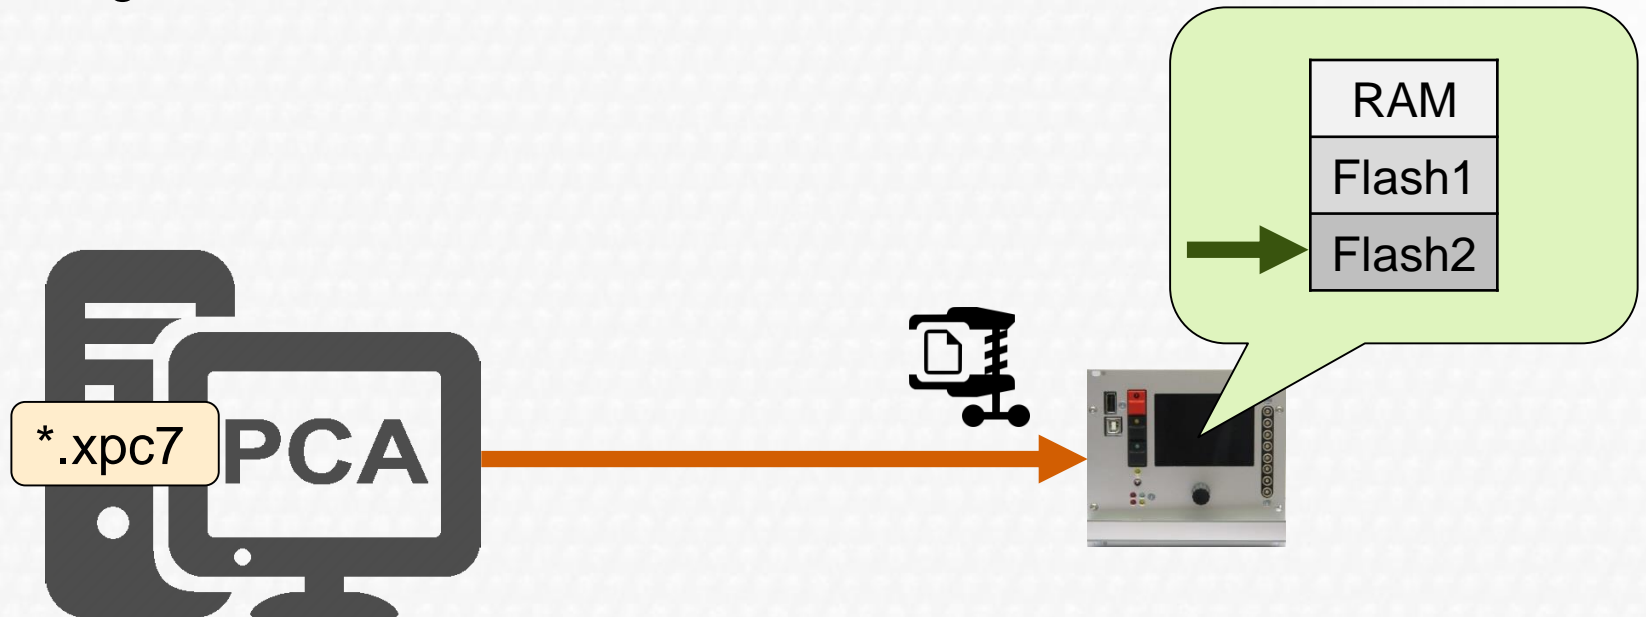 RAM
Flash1
Flash2
*.xpc7
PCA